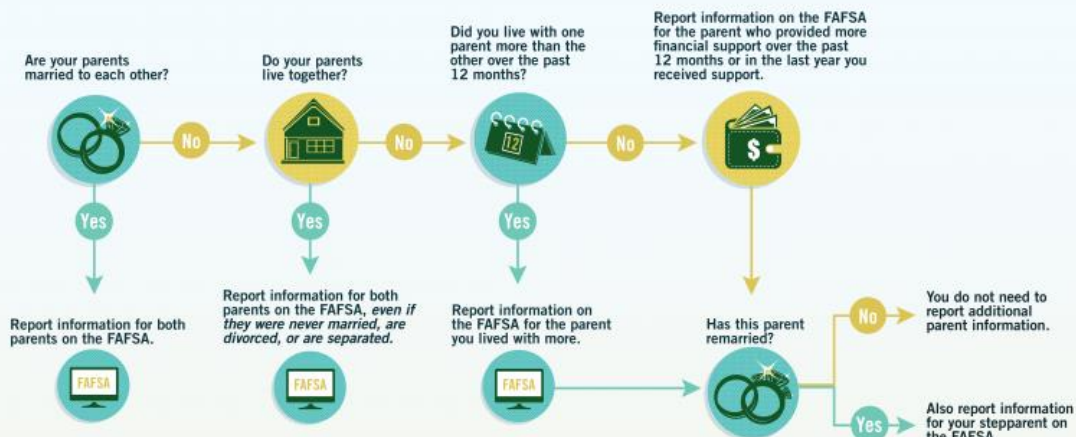 Are your parents
married to each other?
No
Yes
Report information for both
parents on the FAFSA.
FAFSA
Do your parents
live together?
No
Yes
Report information for both
parents on the FAFSA, even if
they were never married, are
divorced, or are separated.
FAFSA
Did you live with one
parent more than the
other over the past
12 months?
12
No
Yes
Report information on
the FAFSA for the parent
you lived with more.
FAFSA
Report information on the FAFSA
for the parent who provided more
financial support over the past
12 months or in the last year you
received support.
$
Has this parent
remarried?
No
You do not need to
report additional
parent information.
Yes
Also report information
for your stepparent on
the FAFSA